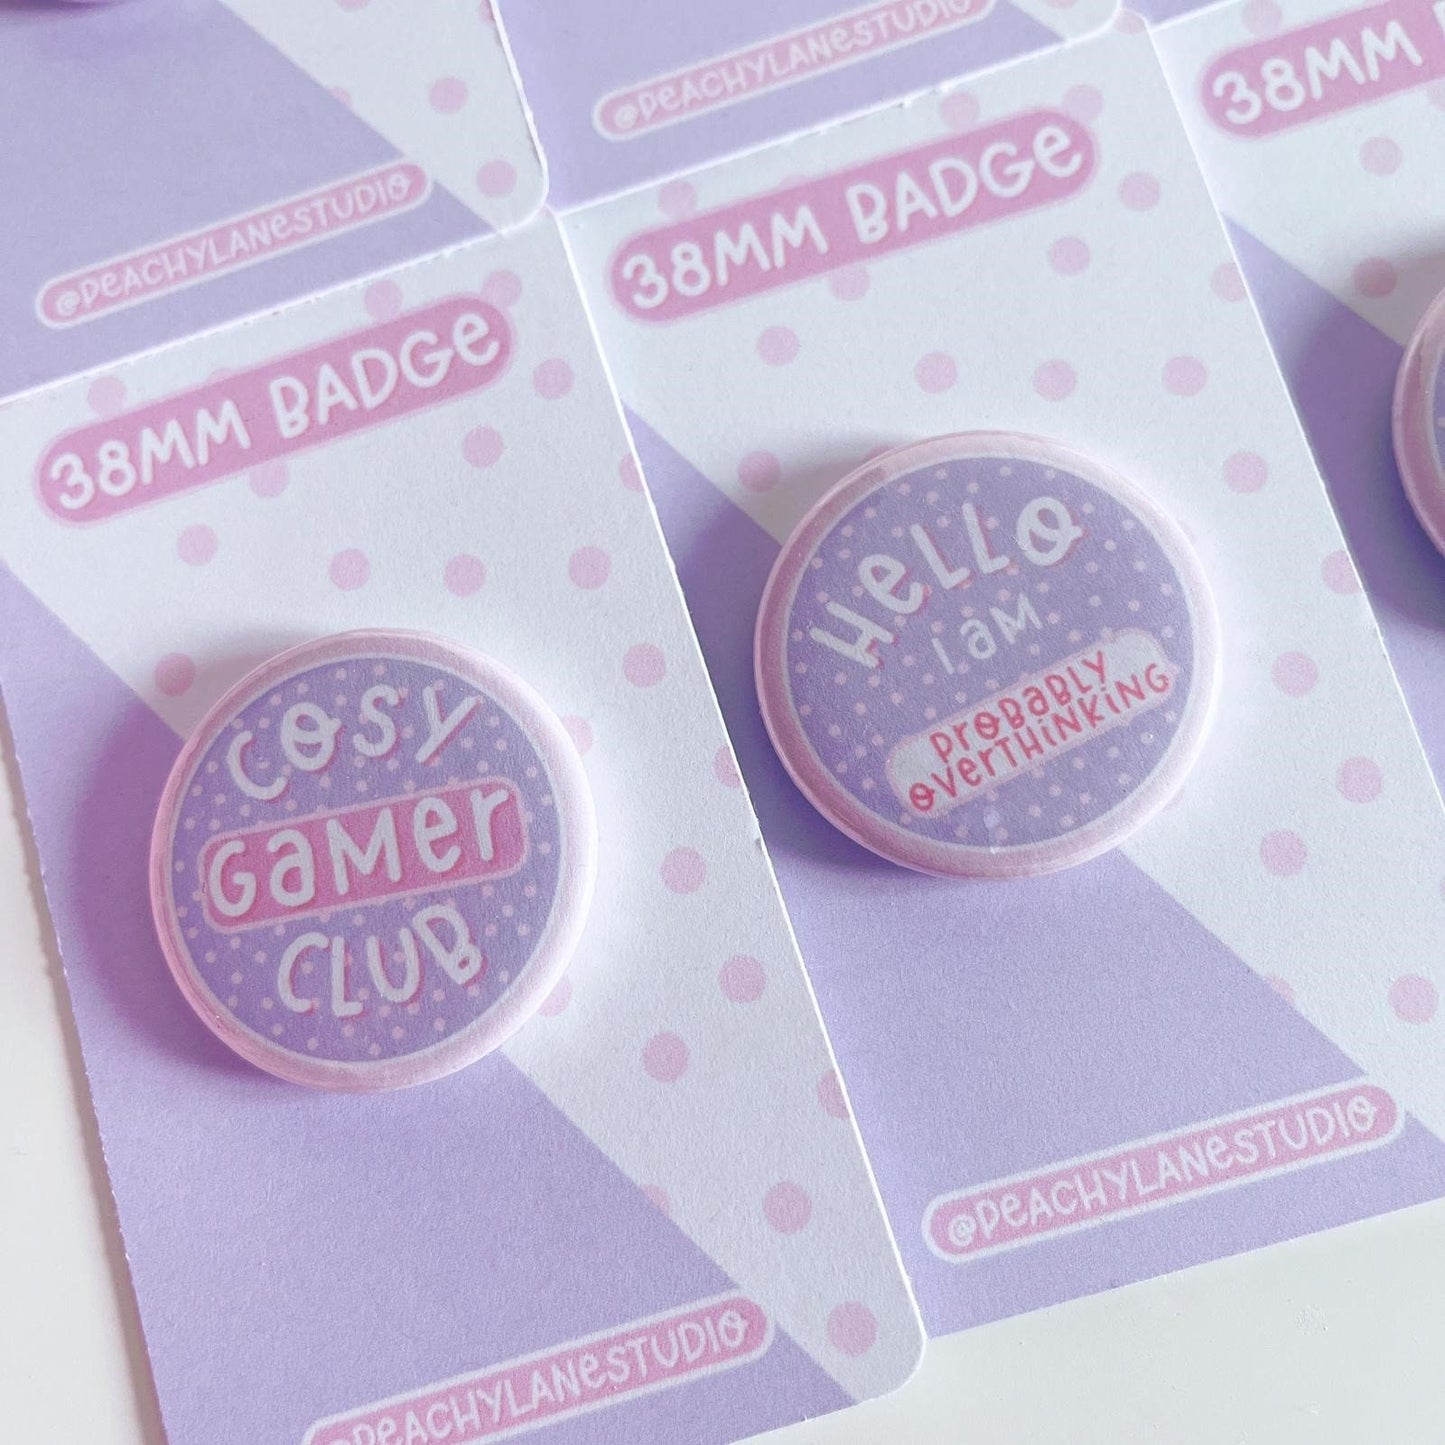 @PEACHYLANESTUDIO
@PEACHYLANESTUDIO
38MM BADGE
COSY
GAMER
CLUB
@PEACHYLANESTUDIO
38MM BADGE
HELLO
i AM
PROBABLY
OVERTHiNKiNG
@PEACHYLANESTUDIO
38MM B